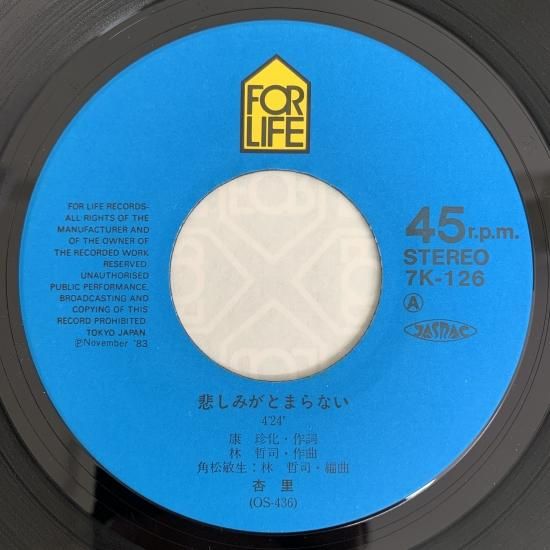 FOR
LIFE
FOR LIFE RECORDS-
ALL RIGHTS OF THE
MANUFACTURER AND
OF THE OWNER OF
THE RECORDED WORK
RESERVED.
UNAUTHORISED
PUBLIC PERFORMANCE,
BROADCASTING AND
COPYING OF THIS
RECORD PROHIBITED.
TOKYO JAPAN.
ⓟNovember '83
45r.p.m.
STEREO
7K-126
Ⓐ
JASRAC
悲しみがとまらない
4'24"
康 珍化・作詞
林 哲司・作曲
角松敏生:林 哲司・編曲
杏里
(OS-436)